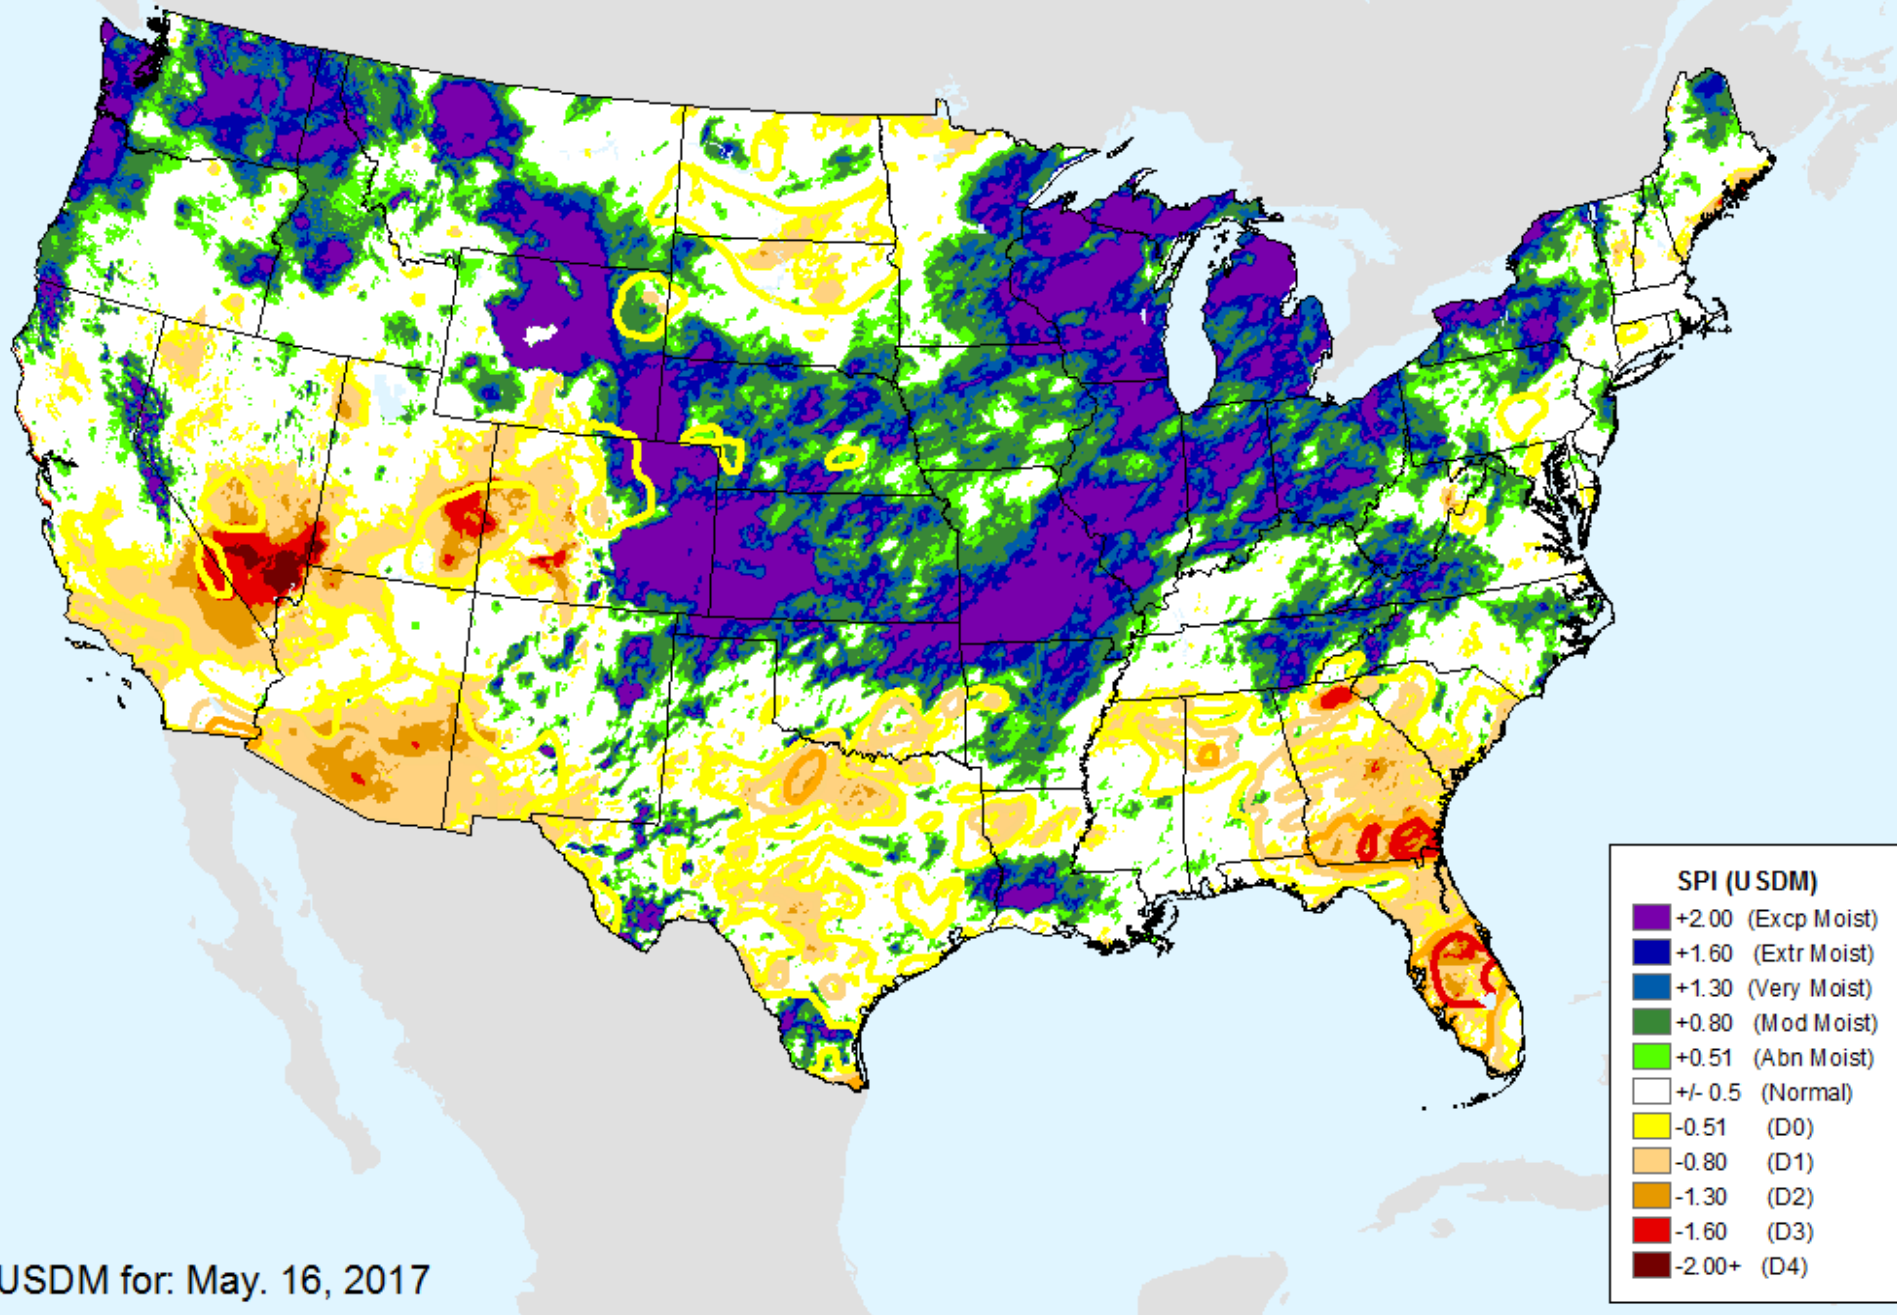 SPI (USDM)
+2.00 (Excp Moist)
+1.60 (Extr Moist)
+1.30 (Very Moist)
+0.80 (Mod Moist)
+0.51 (Abn Moist)
+/- 0.5 (Normal)
-0.51 (D0)
-0.80 (D1)
-1.30 (D2)
-1.60 (D3)
-2.00+ (D4)
USDM for: May. 16, 2017